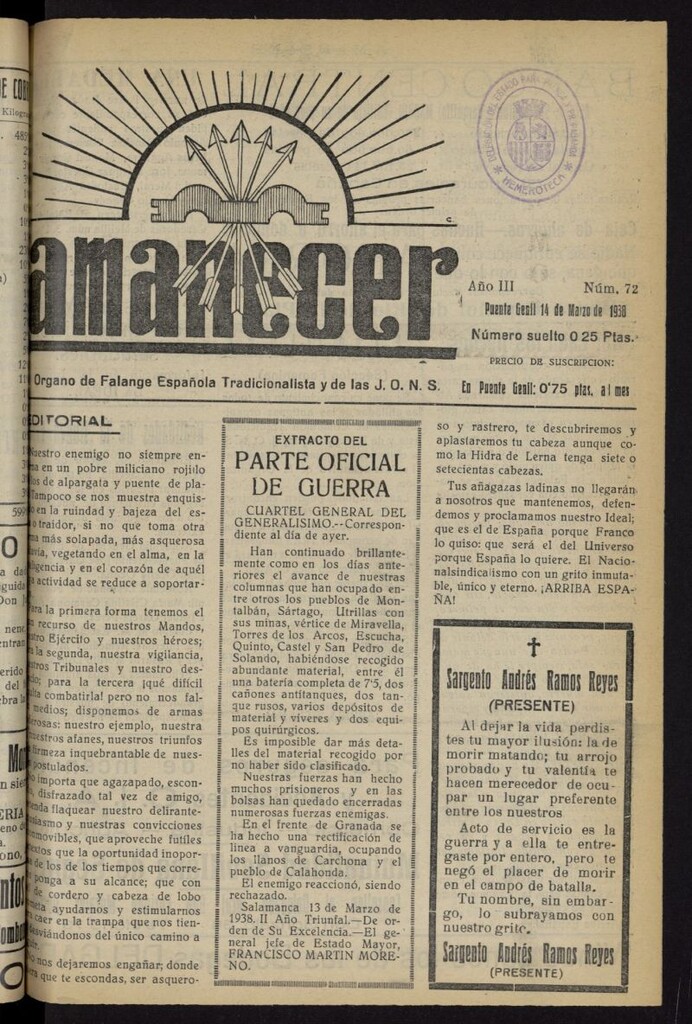 amanecer
DELEGACION DEL ESTADO PARA PRENSA Y PROPAGANDA
HEMEROTECA
Año III Núm. 72
Puente Genil 14 de Marzo de 1938
Número suelto 0 25 Ptas.
PRECIO DE SUSCRIPCION:
Organo de Falange Española Tradicionalista y de las J. O. N. S.
En Puente Genil: 0'75 ptas. al mes
EDITORIAL
Nuestro enemigo no siempre en-
en un pobre miliciano rojillo
de alpargata y puente de pla-
Tampoco se nos muestra enquis-
en la ruindad y bajeza del es-
o traidor, si no que toma otra
más solapada, más asquerosa
vegetando en el alma, en la
y en el corazón de aquél
actividad se reduce a soportar-
la primera forma tenemos el
recurso de nuestros Mandos,
Ejército y nuestros héroes;
la segunda, nuestra vigilancia,
Tribunales y nuestro des-
para la tercera ¡qué difícil
combatirla! pero no nos fal-
medios; disponemos de armas
nuestro ejemplo, nuestra
nuestros afanes, nuestros triunfos
firmeza inquebrantable de nues-
postulados.
importa que agazapado, escon-
disfrazado tal vez de amigo,
flaquear nuestro delirante
y nuestras convicciones
que aproveche fútiles
que la oportunidad inopor-
de los de los tiempos que corre-
ponga a su alcance; que con
cordero y cabeza de lobo
ayudarnos y estimularnos
caer en la trampa que nos tien-
desviándonos del único camino a
nos dejaremos engañar; donde
que te escondas, ser asquero-
EXTRACTO DEL
PARTE OFICIAL
DE GUERRA
CUARTEL GENERAL DEL
GENERALISIMO.--Correspon-
diente al día de ayer.
Han continuado brillante-
mente como en los días ante-
riores el avance de nuestras
columnas que han ocupado en-
tre otros los pueblos de Mon-
talbán, Sártago, Utrillas con
sus minas, vértice de Miravella,
Torres de los Arcos, Escucha,
Quinto, Castel y San Pedro de
Solando, habiéndose recogido
abundante material, entre él
una batería completa de 7'5, dos
cañones antitanques, dos tan-
que rusos, varios depósitos de
material y víveres y dos equi-
pos quirúrgicos.
Es imposible dar más deta-
lles del material recogido por
no haber sido clasificado.
Nuestras fuerzas han hecho
muchos prisioneros y en las
bolsas han quedado encerradas
numerosas fuerzas enemigas.
En el frente de Granada se
ha hecho una rectificación de
línea a vanguardia, ocupando
los llanos de Carchona y el
pueblo de Calahonda.
El enemigo reaccionó, siendo
rechazado.
Salamanca 13 de Marzo de
1938. II Año Triunfal.—De or-
den de Su Excelencia.—El ge-
neral jefe de Estado Mayor,
FRANCISCO MARTIN MORE-
NO.
so y rastrero, te descubriremos y
aplastaremos tu cabeza aunque co-
mo la Hidra de Lerna tenga siete o
setecientas cabezas.
Tus añagazas ladinas no llegarán
a nosotros que mantenemos, defen-
demos y proclamamos nuestro Ideal;
que es el de España porque Franco
lo quiso: que será el del Universo
porque España lo quiere. El Nacio-
nalsindicalismo con un grito inmuta-
ble, único y eterno. ¡ARRIBA ESPA-
ÑA!
Sargento Andrés Ramos Reyes
(PRESENTE)
Al dejar la vida perdis-
tes tu mayor ilusión: la de
morir matando; tu arrojo
probado y tu valentía te
hacen merecedor de ocu-
par un lugar preferente
entre los nuestros
Acto de servicio es la
guerra y a ella te entre-
gaste por entero, pero te
negó el placer de morir
en el campo de batalla.
Tu nombre, sin embar-
go, lo subrayamos con
nuestro grito.
Sargento Andrés Ramos Reyes
(PRESENTE)